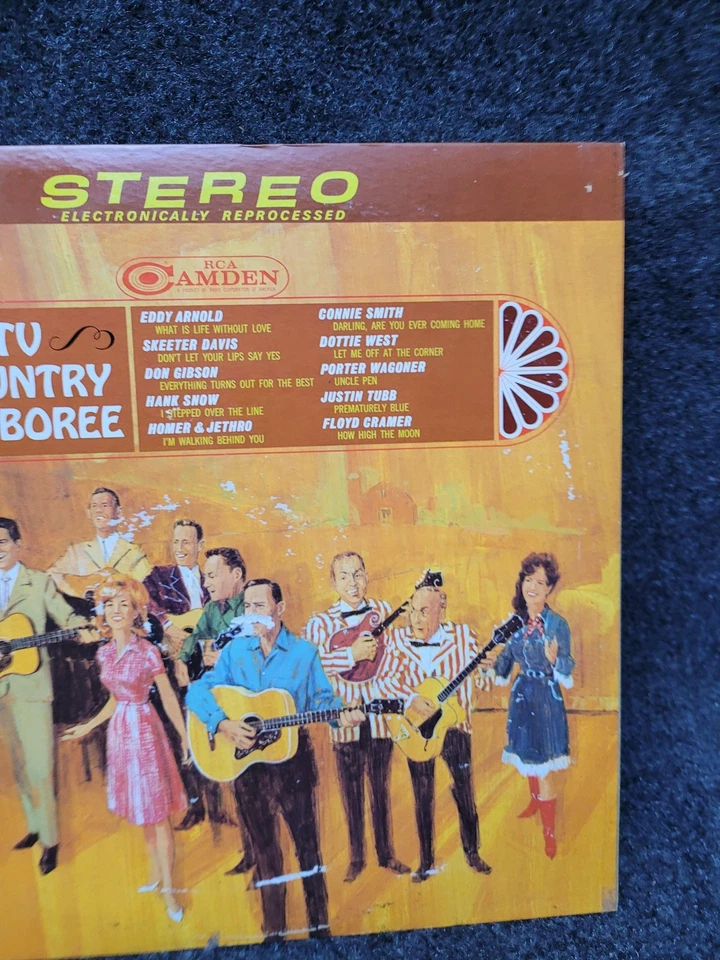 STEREO
ELECTRONICALLY REPROCESSED
RCA
CAMDEN
TV
UNTRY
BOREE
EDDY ARNOLD
WHAT IS LIFE WITHOUT LOVE
SKEETER DAVIS
DON'T LET YOUR LIPS SAY YES
DON GIBSON
EVERYTHING TURNS OUT FOR THE BEST
HANK SNOW
I STEPPED OVER THE LINE
HOMER & JETHRO
I'M WALKING BEHIND YOU
CONNIE SMITH
DARLING, ARE YOU EVER COMING HOME
DOTTIE WEST
LET ME OFF AT THE CORNER
PORTER WAGONER
UNCLE PEN
JUSTIN TUBB
PREMATURELY BLUE
FLOYD CRAMER
HOW HIGH THE MOON